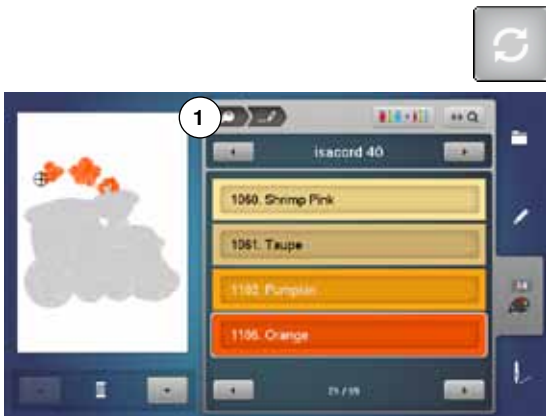 1
isacord 40
1060. Shrimp Pink
1061. Taupe
1102. Pumpkin
1106. Orange